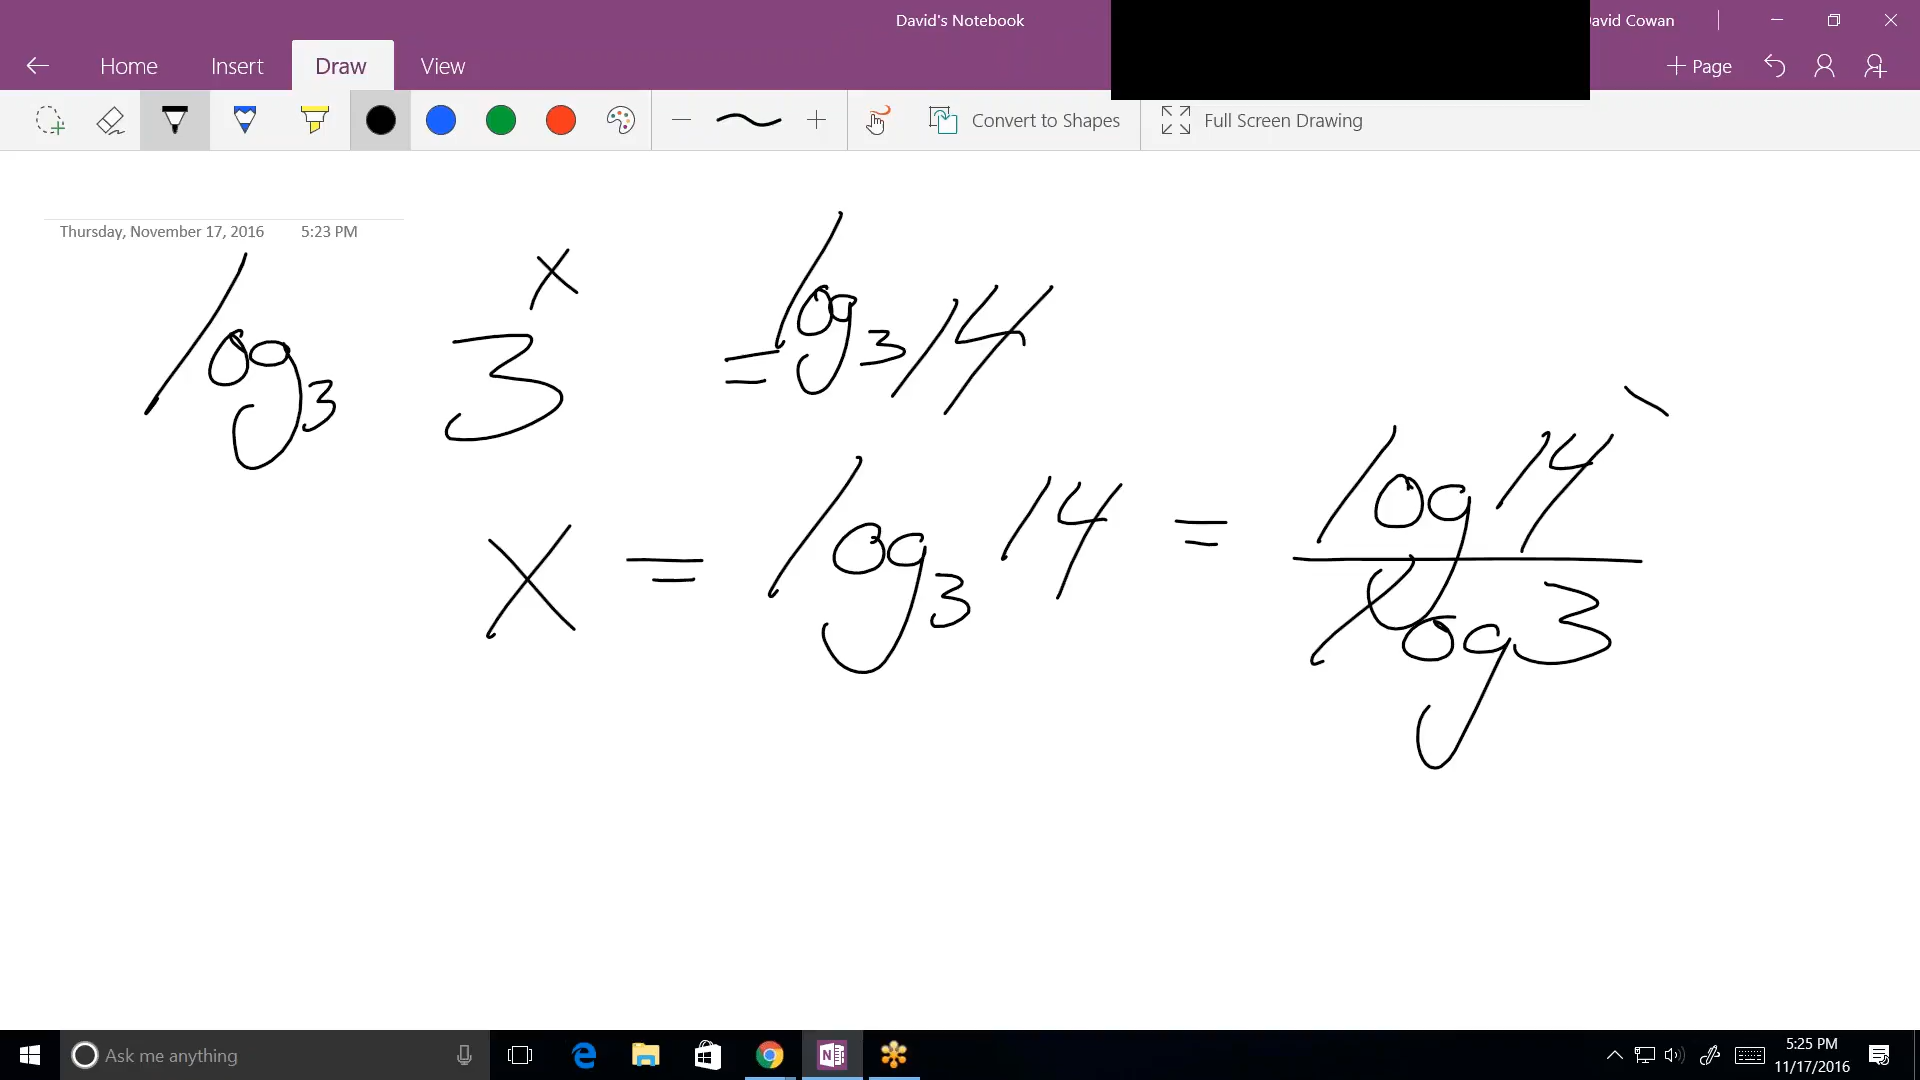 David's Notebook
avid Cowan
Home Insert Draw View
Page
Convert to Shapes
Full Screen Drawing
Thursday, November 17, 2016 5:23 PM
log₃ 3ˣ = log₃ 14
x = log₃ 14 = log 14 / log 3
Ask me anything
5:25 PM
11/17/2016